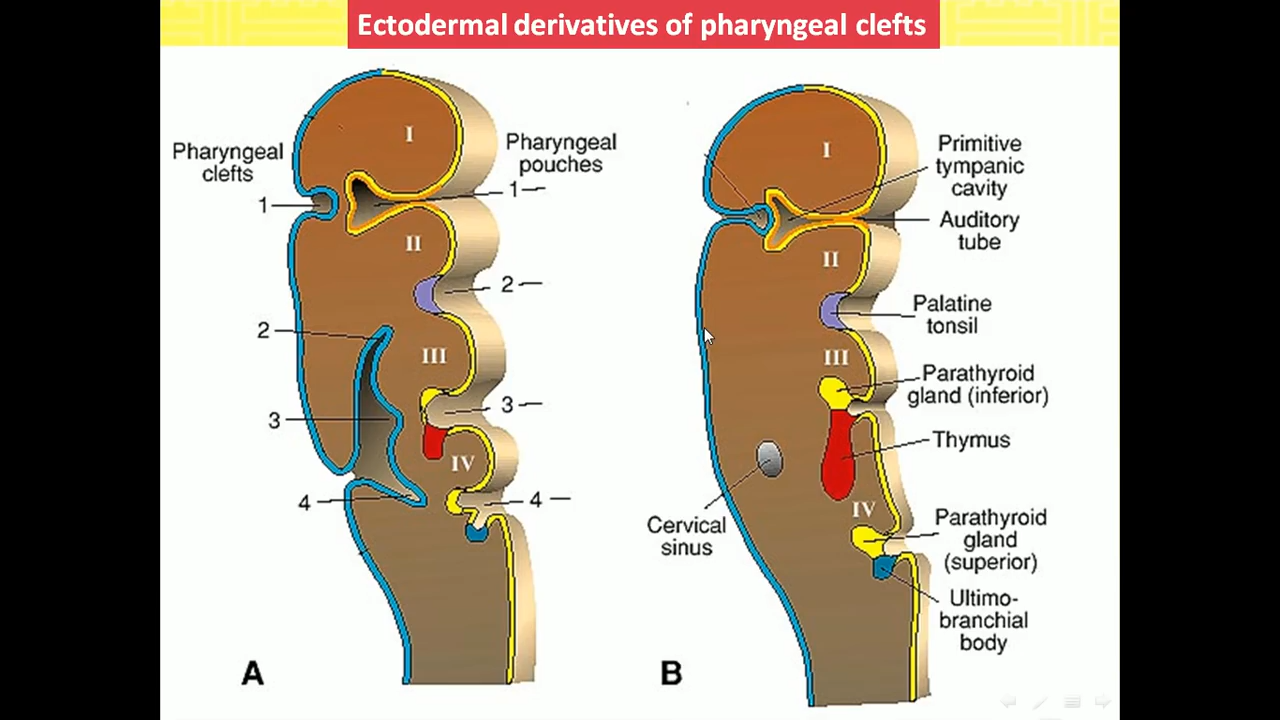 Ectodermal derivatives of pharyngeal clefts
Pharyngeal
clefts
1
2
3
4
I
II
III
IV
Pharyngeal
pouches
1
2
3
4
A
I
II
III
IV
Primitive
tympanic
cavity
Auditory
tube
Palatine
tonsil
Parathyroid
gland (inferior)
Thymus
Cervical
sinus
Parathyroid
gland
(superior)
Ultimo-
branchial
body
B